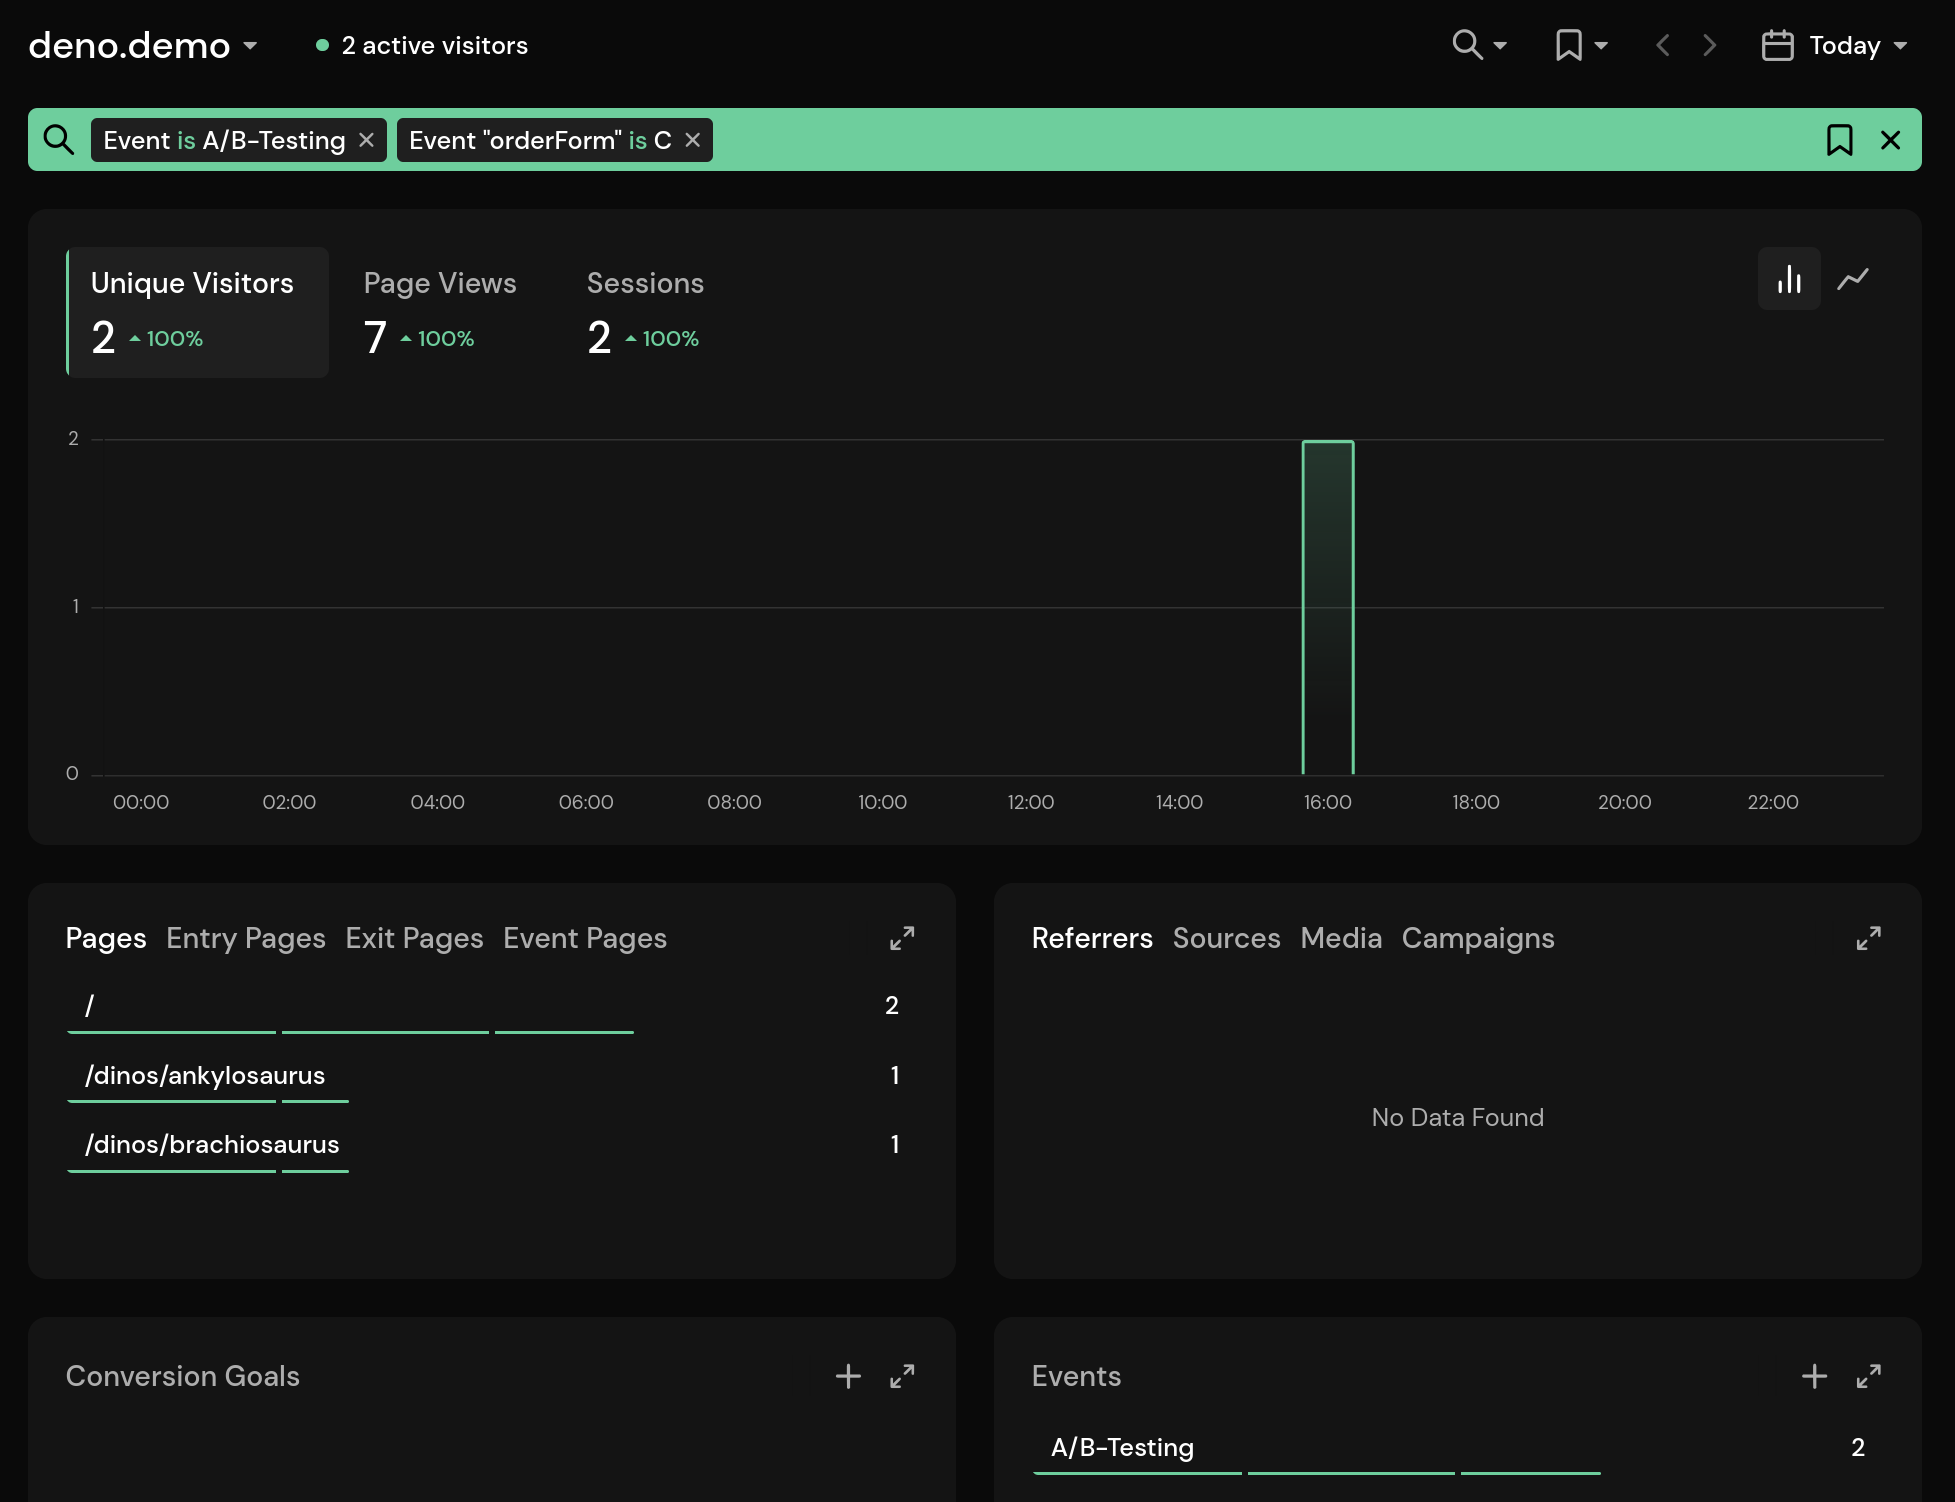 deno.demo 2 active visitors Today
Event is A/B-Testing Event "orderForm" is C
Unique Visitors Page Views Sessions
2 100% 7 100% 2 100%
2
1
0
00:00 02:00 04:00 06:00 08:00 10:00 12:00 14:00 16:00 18:00 20:00 22:00
Pages Entry Pages Exit Pages Event Pages
/ 2
/dinos/ankylosaurus 1
/dinos/brachiosaurus 1
Referrers Sources Media Campaigns
No Data Found
Conversion Goals
Events
A/B-Testing 2